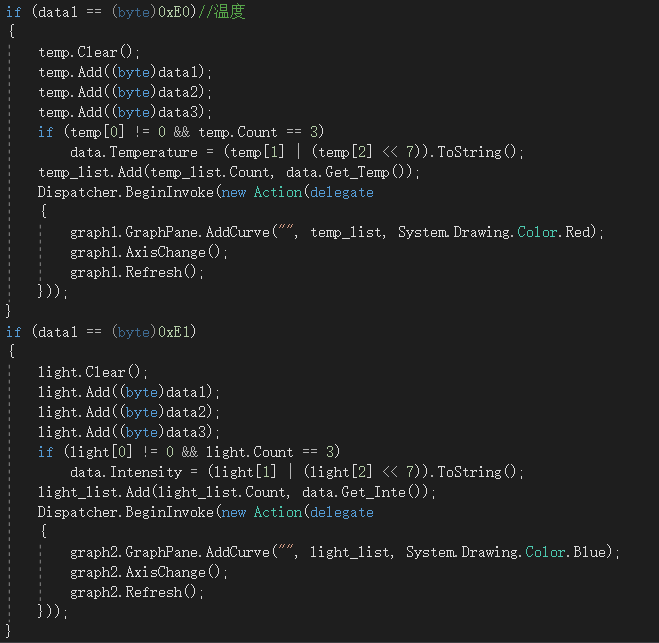 if (data1 == (byte)0xE0)//温度
{
    temp.Clear();
    temp.Add((byte)data1);
    temp.Add((byte)data2);
    temp.Add((byte)data3);
    if (temp[0] != 0 && temp.Count == 3)
        data.Temperature = (temp[1] | (temp[2] << 7)).ToString();
    temp_list.Add(temp_list.Count, data.Get_Temp());
    Dispatcher.BeginInvoke(new Action(delegate
    {
        graph1.GraphPane.AddCurve("", temp_list, System.Drawing.Color.Red);
        graph1.AxisChange();
        graph1.Refresh();
    }));
}
if (data1 == (byte)0xE1)
{
    light.Clear();
    light.Add((byte)data1);
    light.Add((byte)data2);
    light.Add((byte)data3);
    if (light[0] != 0 && light.Count == 3)
        data.Intensity = (light[1] | (light[2] << 7)).ToString();
    light_list.Add(light_list.Count, data.Get_Inte());
    Dispatcher.BeginInvoke(new Action(delegate
    {
        graph2.GraphPane.AddCurve("", light_list, System.Drawing.Color.Blue);
        graph2.AxisChange();
        graph2.Refresh();
    }));
}